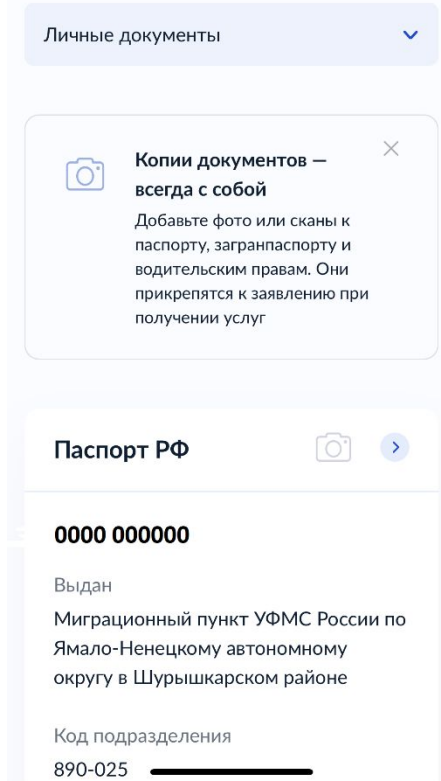 Личные документы
Копии документов —
всегда с собой
Добавьте фото или сканы к
паспорту, загранпаспорту и
водительским правам. Они
прикрепятся к заявлению при
получении услуг
Паспорт РФ
0000 000000
Выдан
Миграционный пункт УФМС России по
Ямало-Ненецкому автономному
округу в Шурышкарском районе
Код подразделения
890-025